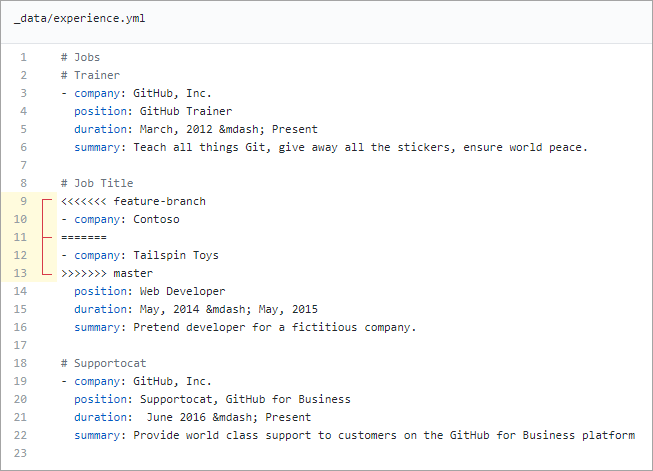 _data/experience.yml
1 # Jobs
2 # Trainer
3 - company: GitHub, Inc.
4   position: GitHub Trainer
5   duration: March, 2012 &mdash; Present
6   summary: Teach all things Git, give away all the stickers, ensure world peace.
7
8 # Job Title
9 <<<<<<< feature-branch
10 - company: Contoso
11 =======
12 - company: Tailspin Toys
13 >>>>>>> master
14   position: Web Developer
15   duration: May, 2014 &mdash; May, 2015
16   summary: Pretend developer for a fictitious company.
17
18 # Supportocat
19 - company: GitHub, Inc.
20   position: Supportocat, GitHub for Business
21   duration:  June 2016 &mdash; Present
22   summary: Provide world class support to customers on the GitHub for Business platform
23